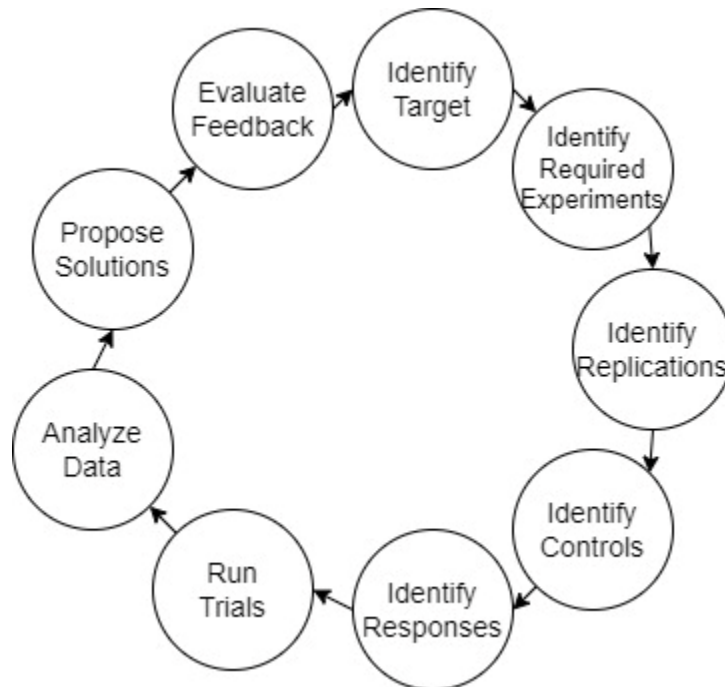 Identify
Target
Identify
Required
Experiments
Identify
Replications
Identify
Controls
Identify
Responses
Run
Trials
Analyze
Data
Propose
Solutions
Evaluate
Feedback